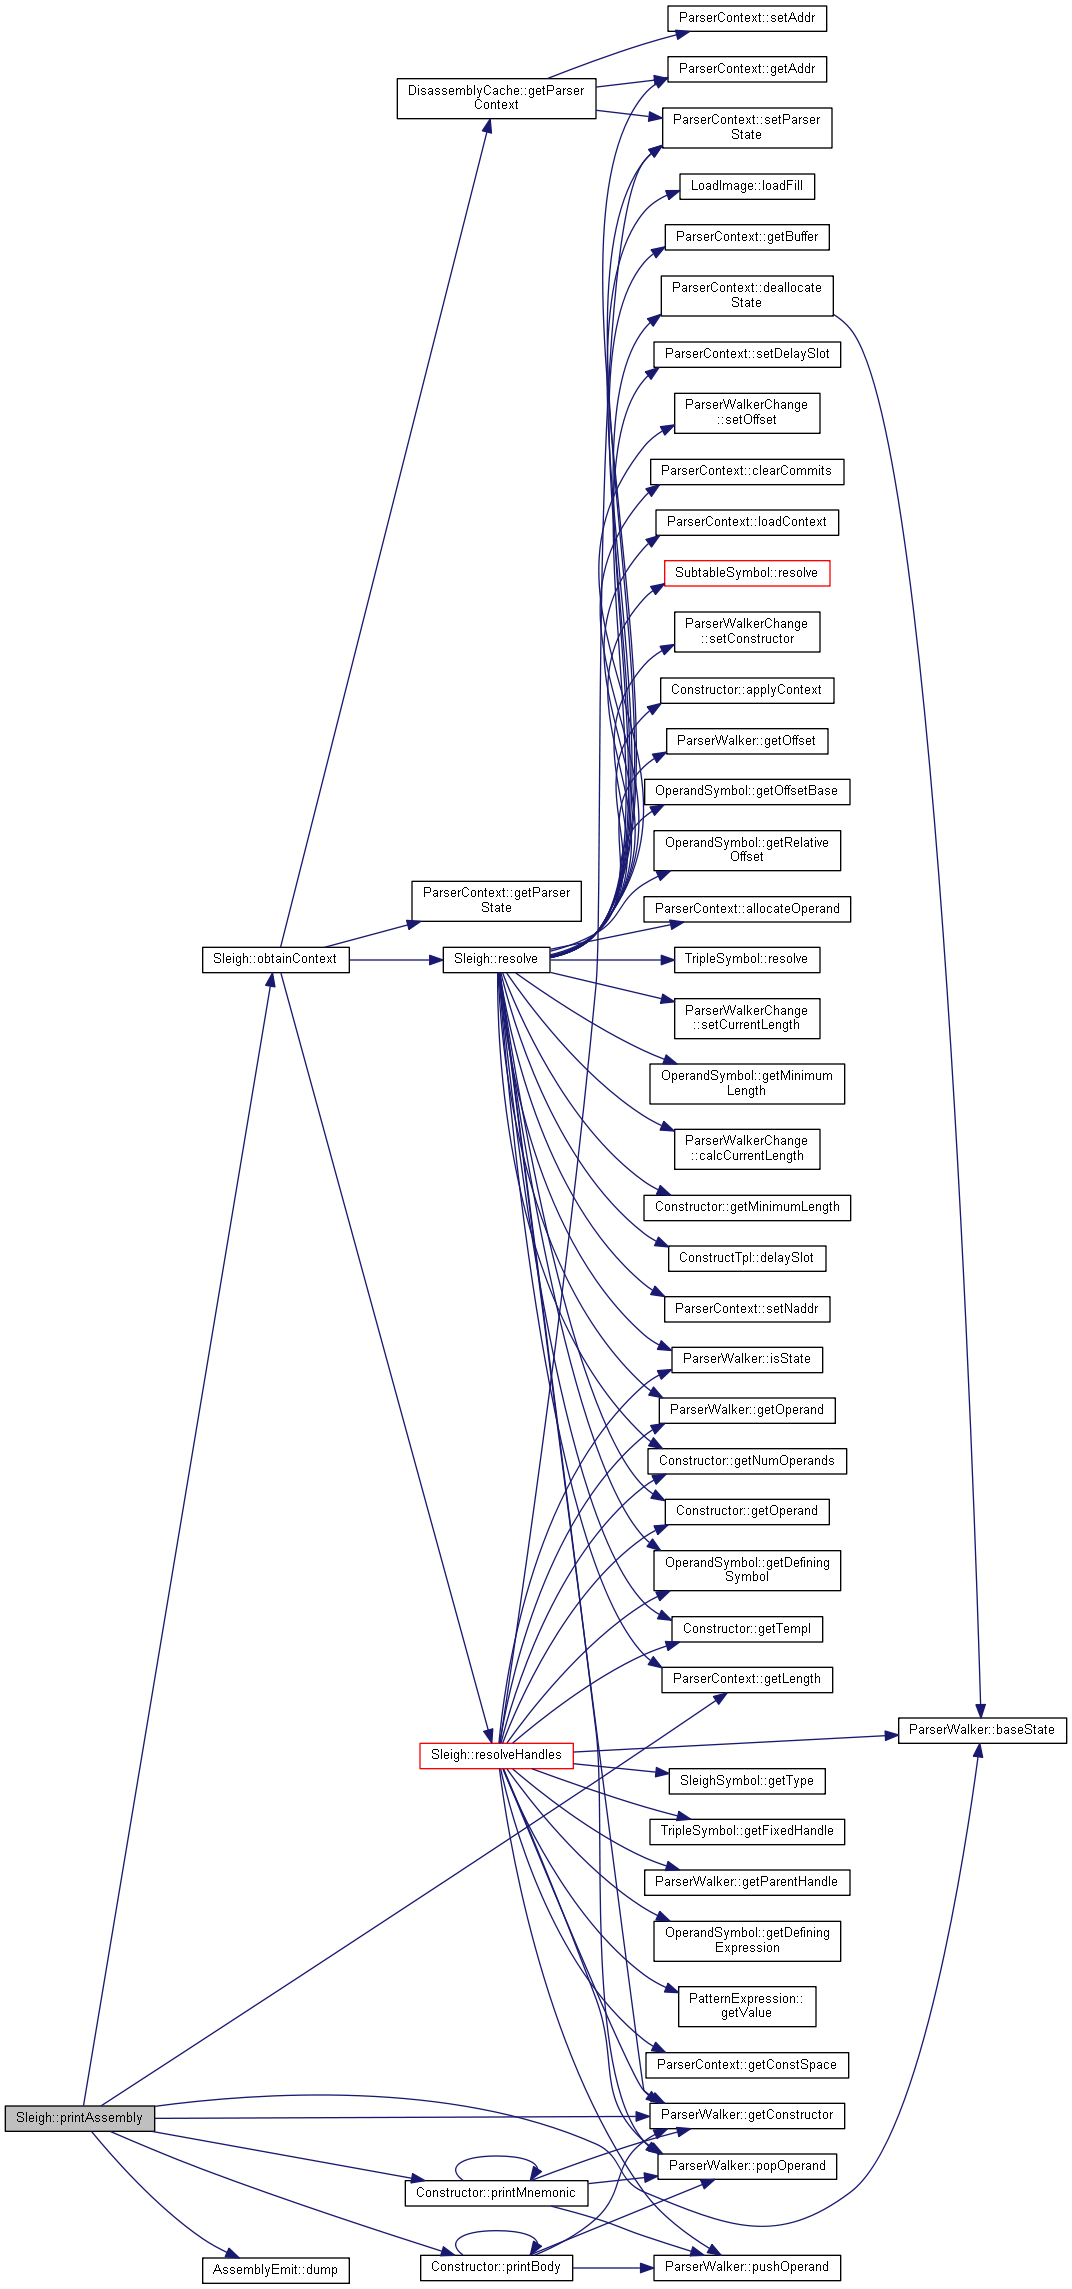 ParserContext::setAddr
DisassemblyCache::getParser
Context
ParserContext::getAddr
ParserContext::setParser
State
LoadImage::loadFill
ParserContext::getBuffer
ParserContext::deallocate
State
ParserContext::setDelaySlot
ParserWalkerChange
::setOffset
ParserContext::clearCommits
ParserContext::loadContext
SubtableSymbol::resolve
ParserWalkerChange
::setConstructor
Constructor::applyContext
ParserWalker::getOffset
OperandSymbol::getOffsetBase
OperandSymbol::getRelative
Offset
ParserContext::getParser
State
ParserContext::allocateOperand
Sleigh::obtainContext
Sleigh::resolve
TripleSymbol::resolve
ParserWalkerChange
::setCurrentLength
OperandSymbol::getMinimum
Length
ParserWalkerChange
::calcCurrentLength
Constructor::getMinimumLength
ConstructTpl::delaySlot
ParserContext::setNaddr
ParserWalker::isState
ParserWalker::getOperand
Constructor::getNumOperands
Constructor::getOperand
OperandSymbol::getDefining
Symbol
Constructor::getTempl
ParserContext::getLength
ParserWalker::baseState
Sleigh::resolveHandles
SleighSymbol::getType
TripleSymbol::getFixedHandle
ParserWalker::getParentHandle
OperandSymbol::getDefining
Expression
PatternExpression::
getValue
ParserContext::getConstSpace
Sleigh::printAssembly
ParserWalker::getConstructor
ParserWalker::popOperand
Constructor::printMnemonic
Constructor::printBody
ParserWalker::pushOperand
AssemblyEmit::dump